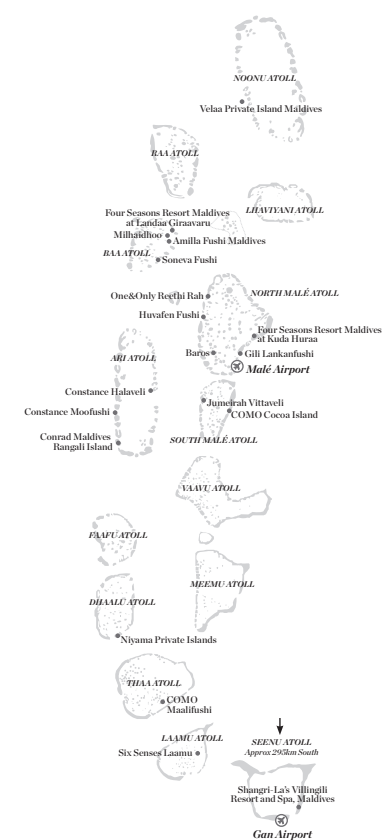 NOONU ATOLL
Velaa Private Island Maldives
RAA ATOLL
LHAVIYANI ATOLL
Four Seasons Resort Maldives
at Landaa Giraavaru
Milhaidhoo
Amilla Fushi Maldives
BAA ATOLL
Soneva Fushi
One&Only Reethi Rah
NORTH MALÉ ATOLL
Huvafen Fushi
Four Seasons Resort Maldives
at Kuda Huraa
Baros
Gili Lankanfushi
ARI ATOLL
Malé Airport
Constance Halaveli
Jumeirah Vittaveli
Constance Moofushi
COMO Cocoa Island
Conrad Maldives
Rangali Island
SOUTH MALÉ ATOLL
VAAVU ATOLL
FAAFU ATOLL
MEEMU ATOLL
DHAALU ATOLL
Niyama Private Islands
THAA ATOLL
COMO
Maalifushi
LAAMU ATOLL
Six Senses Laamu
SEENU ATOLL
Approx 295km South
Shangri-La's Villingili
Resort and Spa, Maldives
Gan Airport